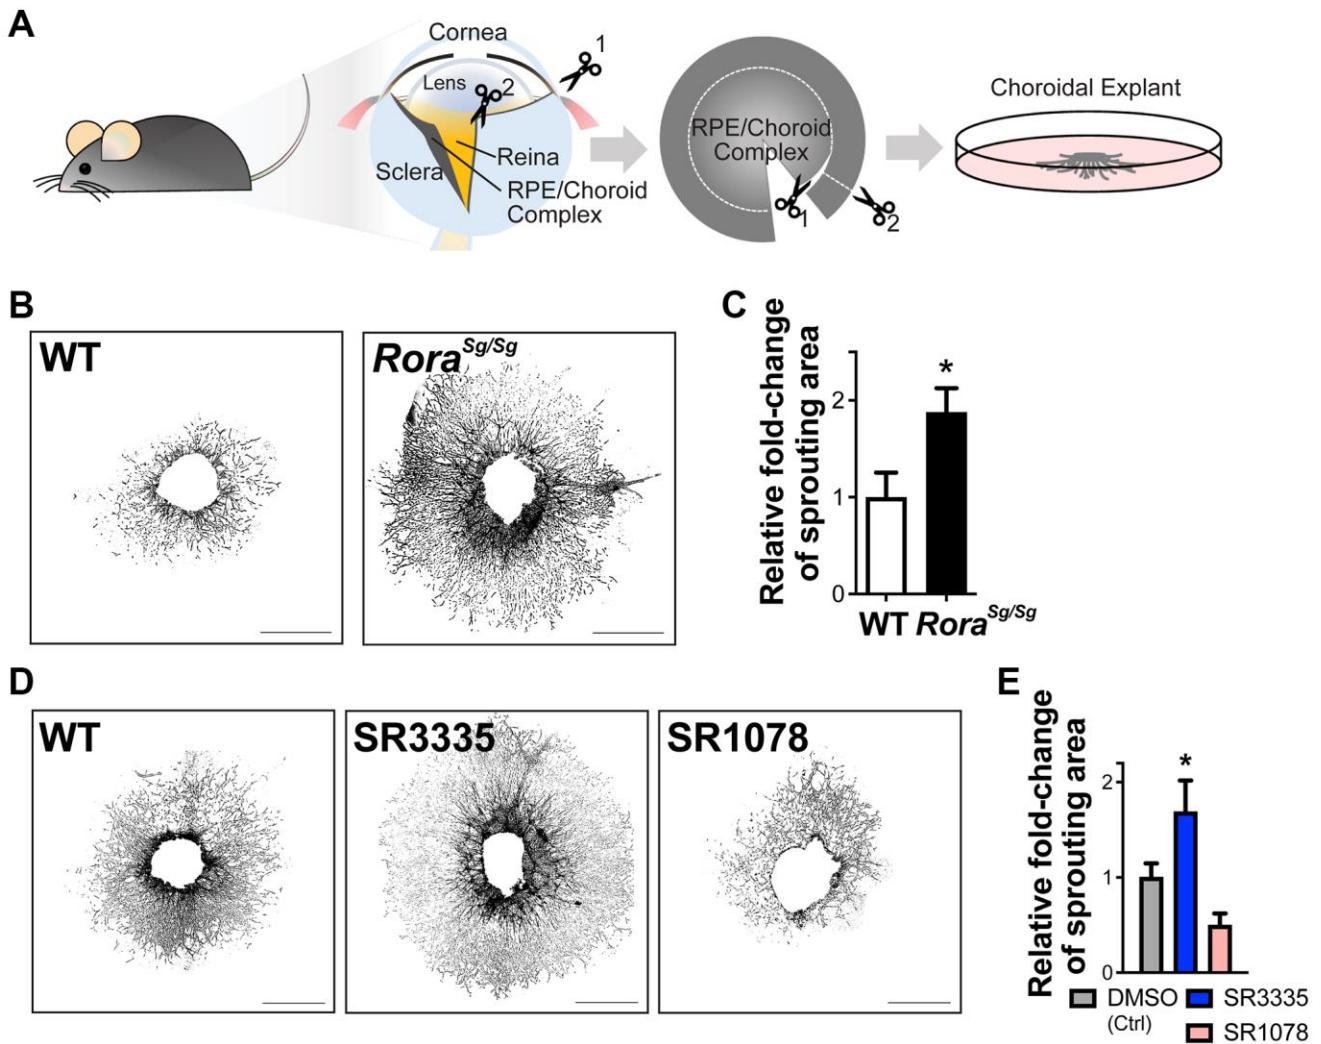 A
Cornea
1
Lens
2
Sclera
Reina
RPE/Choroid
Complex
RPE/Choroid
Complex
1
2
Choroidal Explant
B
WT
Rora^Sg/Sg
C
Relative fold-change
of sprouting area
2
1
0
*
WT Rora^Sg/Sg
D
WT
SR3335
SR1078
E
Relative fold-change
of sprouting area
2
1
0
*
DMSO
(Ctrl)
SR3335
SR1078